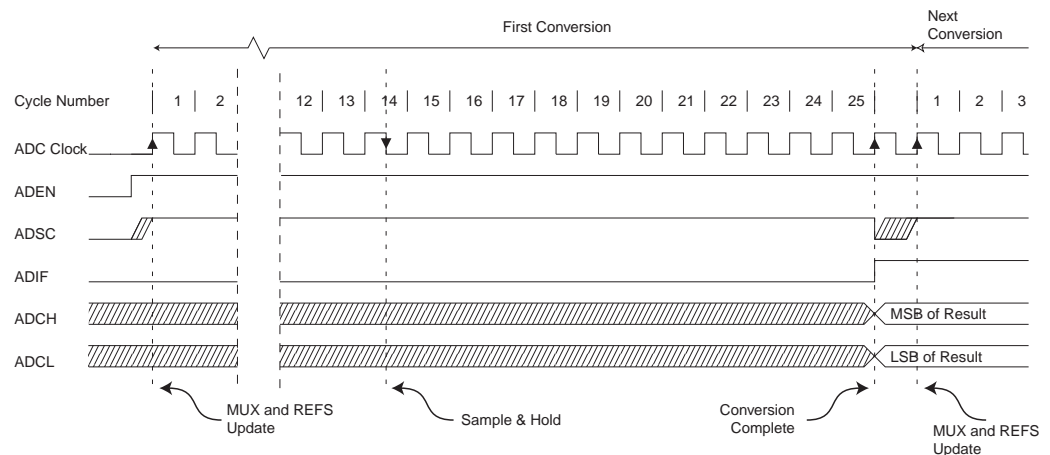 First Conversion
Next
Conversion
Cycle Number 1 2 12 13 14 15 16 17 18 19 20 21 22 23 24 25 1 2 3
ADC Clock
ADEN
ADSC
ADIF
ADCH MSB of Result
ADCL LSB of Result
MUX and REFS
Update
Sample & Hold
Conversion
Complete
MUX and REFS
Update